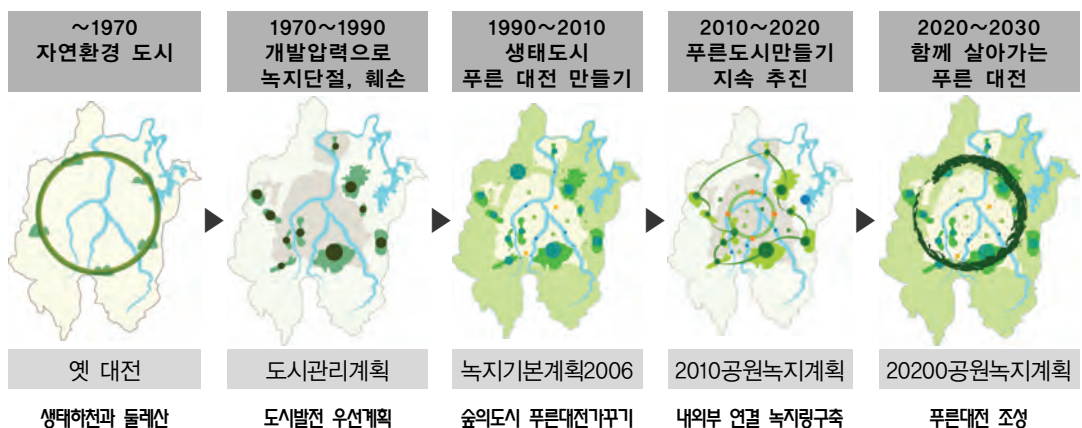 ~1970
자연환경 도시
1970~1990
개발압력으로
녹지단절, 훼손
1990~2010
생태도시
푸른 대전 만들기
2010~2020
푸른도시만들기
지속 추진
2020~2030
함께 살아가는
푸른 대전
옛 대전
도시관리계획
녹지기본계획2006
2010공원녹지계획
20200공원녹지계획
생태하천과 둘레산
도시발전 우선계획
숲의도시 푸른대전가꾸기
내외부 연결 녹지링구축
푸른대전 조성